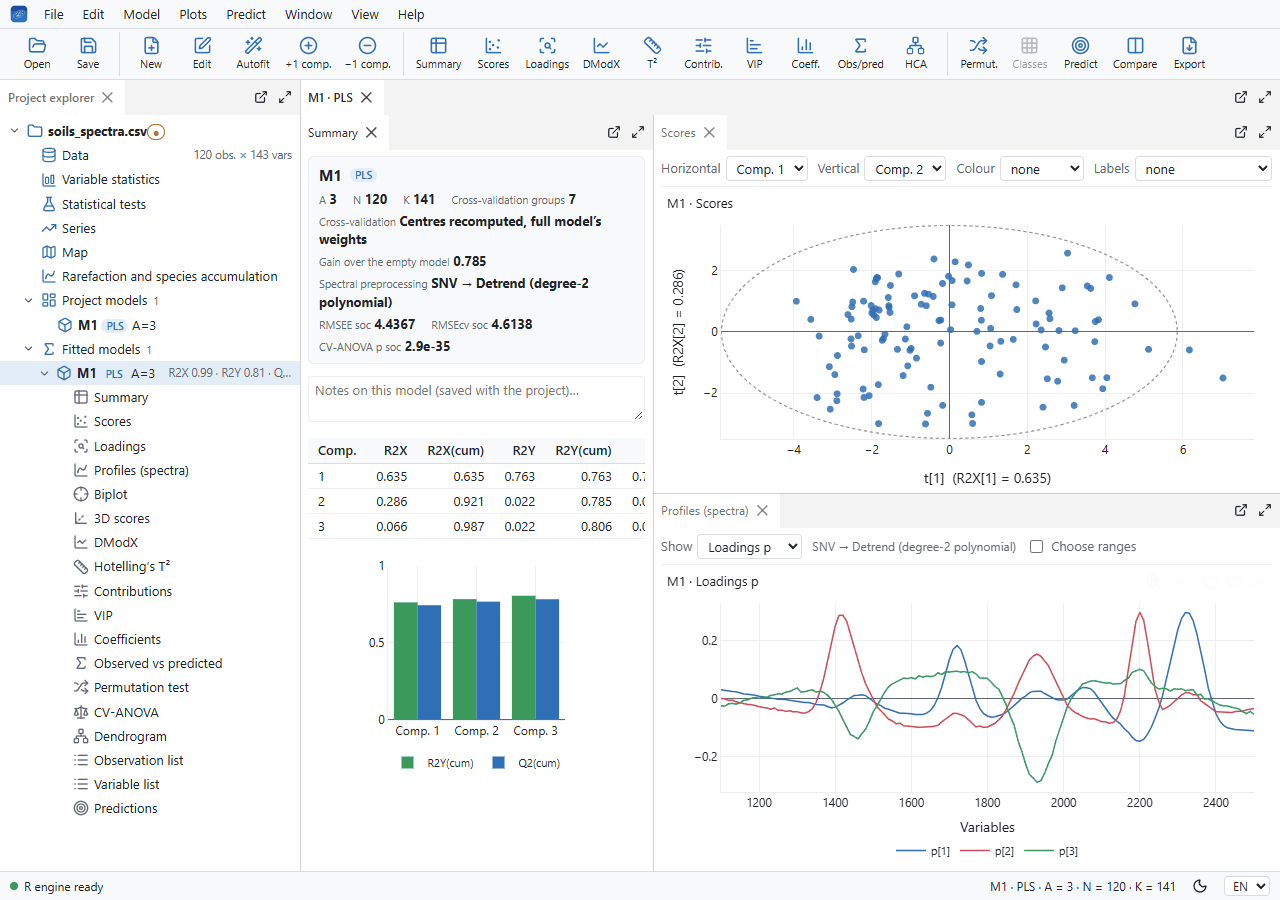 File Edit Model Plots Predict Window View Help
Open Save New Edit Autofit +1 comp. −1 comp. Summary Scores Loadings DModX T² Contrib. VIP Coeff. Obs/pred HCA Permut. Classes Predict Compare Export
Project explorer
soils_spectra.csv
Data 120 obs. × 143 vars
Variable statistics
Statistical tests
Series
Map
Rarefaction and species accumulation
Project models 1
M1 PLS A=3
Fitted models 1
M1 PLS A=3 R2X 0.99 · R2Y 0.81 · Q...
Summary
Scores
Loadings
Profiles (spectra)
Biplot
3D scores
DModX
Hotelling's T²
Contributions
VIP
Coefficients
Observed vs predicted
Permutation test
CV-ANOVA
Dendrogram
Observation list
Variable list
Predictions
M1 · PLS
Summary
M1 PLS
A 3 N 120 K 141 Cross-validation groups 7
Cross-validation Centres recomputed, full model's
weights
Gain over the empty model 0.785
Spectral preprocessing SNV → Detrend (degree-2
polynomial)
RMSEE soc 4.4367 RMSEcv soc 4.6138
CV-ANOVA p soc 2.9e-35
Notes on this model (saved with the project)...
Comp. R2X R2X(cum) R2Y R2Y(cum)
1 0.635 0.635 0.763 0.763
2 0.286 0.921 0.022 0.785
3 0.066 0.987 0.022 0.806
1
0.5
0
Comp. 1 Comp. 2 Comp. 3
R2Y(cum) Q2(cum)
Scores
Horizontal Comp. 1 Vertical Comp. 2 Colour none Labels none
M1 · Scores
t[2] (R2X[2] = 0.286)
2
0
−2
−4 −2 0 2 4 6
t[1] (R2X[1] = 0.635)
Profiles (spectra)
Show Loadings p SNV → Detrend (degree-2 polynomial) Choose ranges
M1 · Loadings p
0.2
0
−0.2
1200 1400 1600 1800 2000 2200 2400
Variables
p[1] p[2] p[3]
R engine ready
M1 · PLS · A = 3 · N = 120 · K = 141 EN